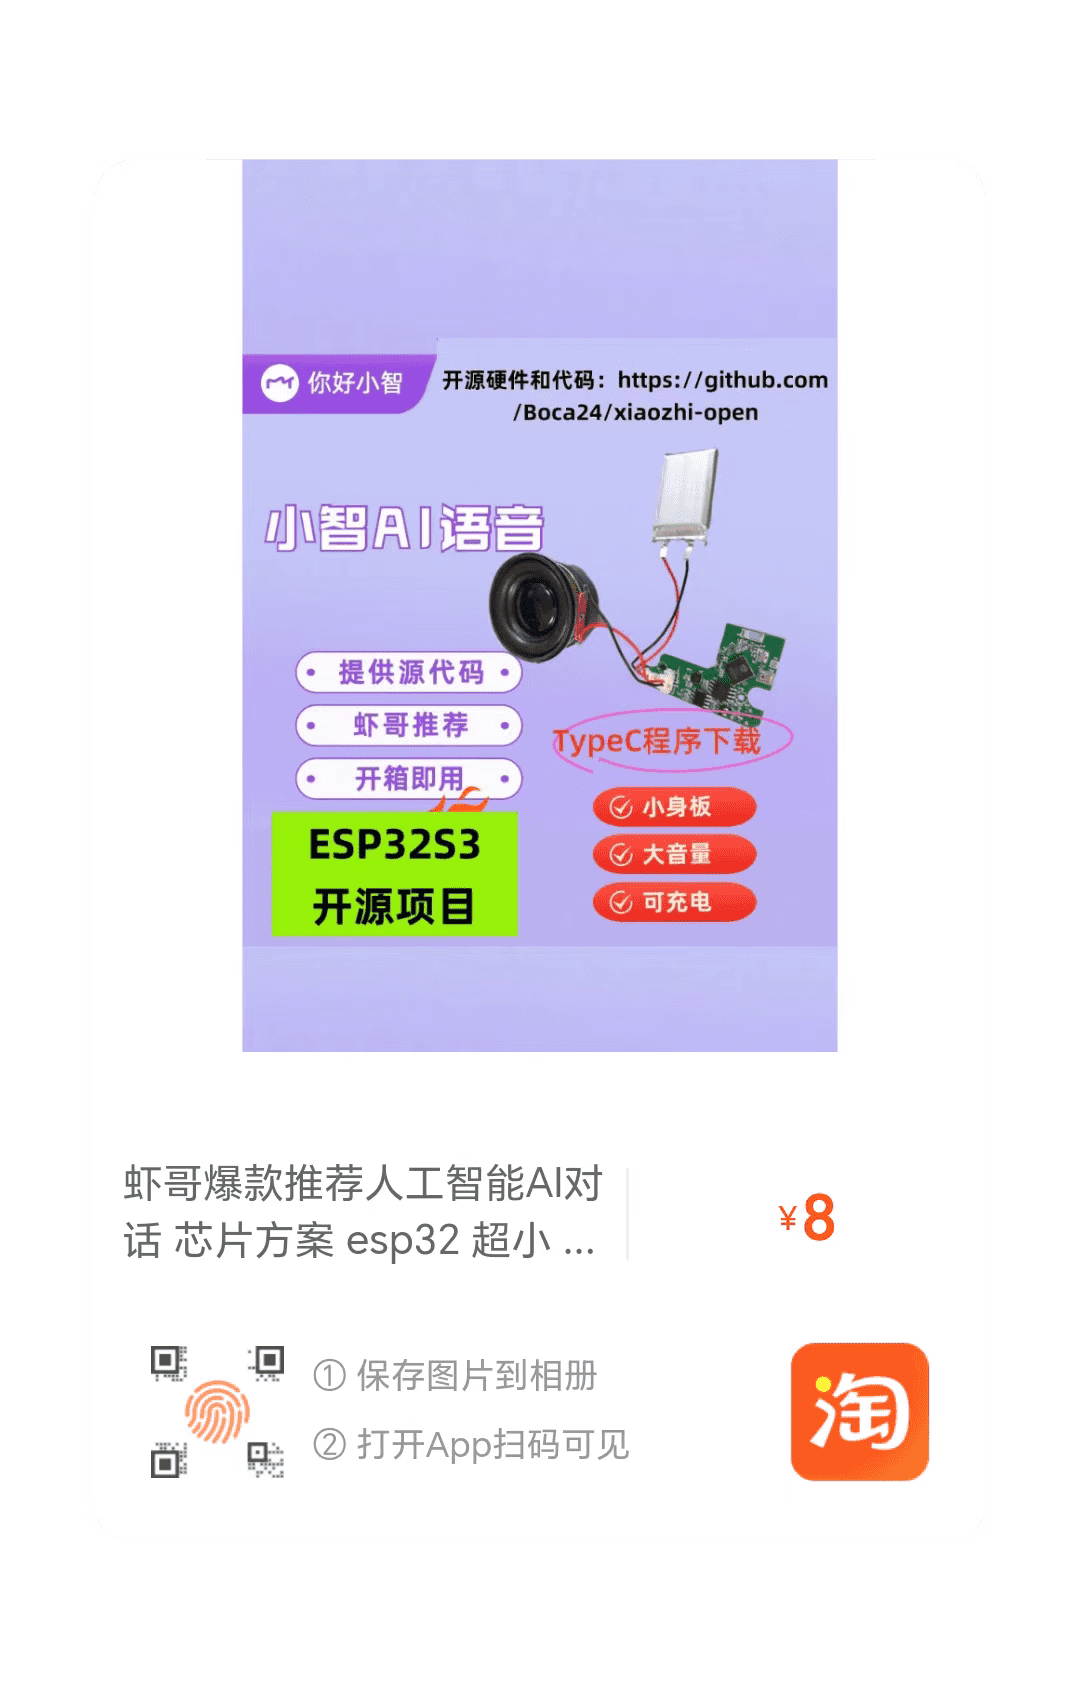 你好小智
开源硬件和代码：https://github.com
/Boca24/xiaozhi-open
小智AI语音
提供源代码
虾哥推荐
开箱即用
TypeC程序下载
ESP32S3
开源项目
小身板
大音量
可充电
虾哥爆款推荐人工智能AI对
话 芯片方案 esp32 超小 ...
¥8
① 保存图片到相册
② 打开App扫码可见
淘